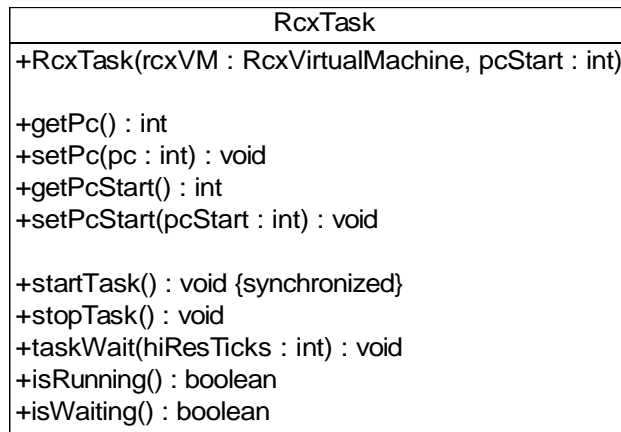 RcxTask
+RcxTask(rcxVM : RcxVirtualMachine, pcStart : int)
+getPc() : int
+setPc(pc : int) : void
+getPcStart() : int
+setPcStart(pcStart : int) : void
+startTask() : void {synchronized}
+stopTask() : void
+taskWait(hiResTicks : int) : void
+isRunning() : boolean
+isWaiting() : boolean